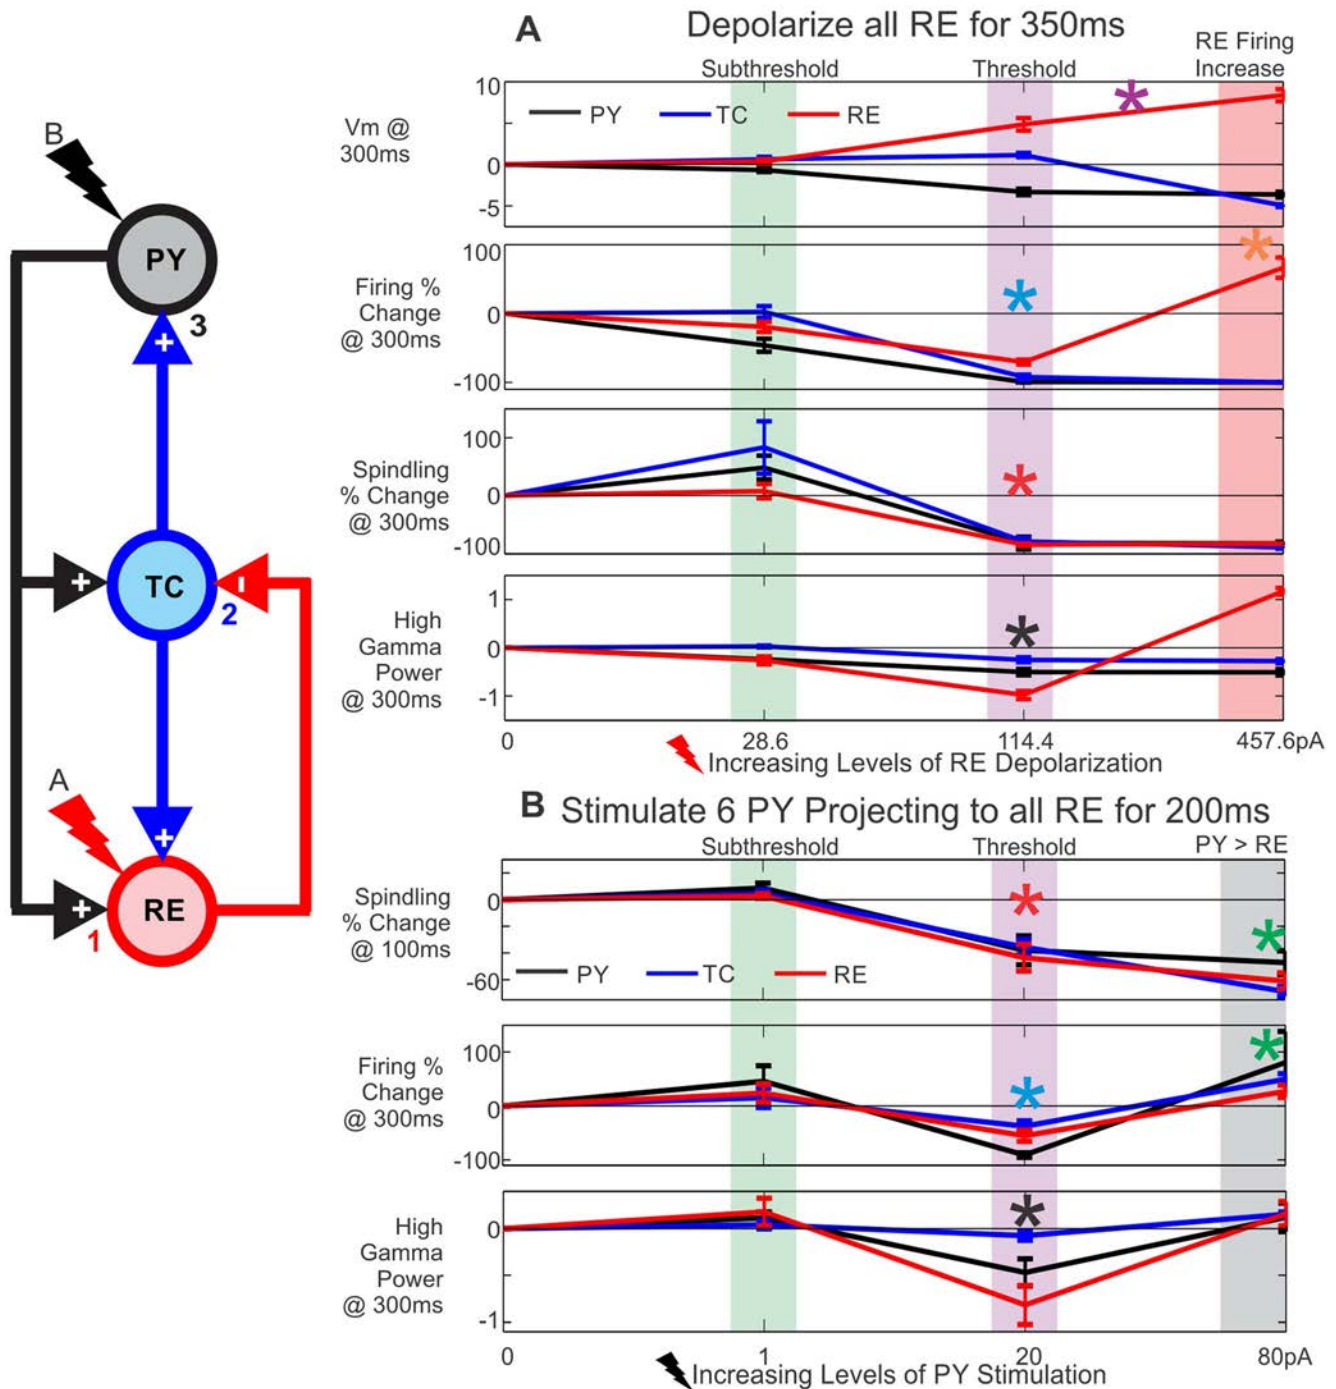 A Depolarize all RE for 350ms
Subthreshold
Threshold
RE Firing
Increase
PY
TC
RE
Vm @
300ms
10
0
-5
Firing %
Change
@ 300ms
100
0
-100
Spindling
% Change
@ 300ms
100
0
-100
High
Gamma
Power
@ 300ms
1
0
-1
0
28.6
114.4
457.6pA
Increasing Levels of RE Depolarization
B
PY
3
+
+
TC
-
2
+
A
+
RE
1
B Stimulate 6 PY Projecting to all RE for 200ms
Subthreshold
Threshold
PY > RE
Spindling
% Change
@ 100ms
0
-60
PY
TC
RE
Firing %
Change
@ 300ms
100
0
-100
High
Gamma
Power
@ 300ms
0
-1
0
1
20
80pA
Increasing Levels of PY Stimulation